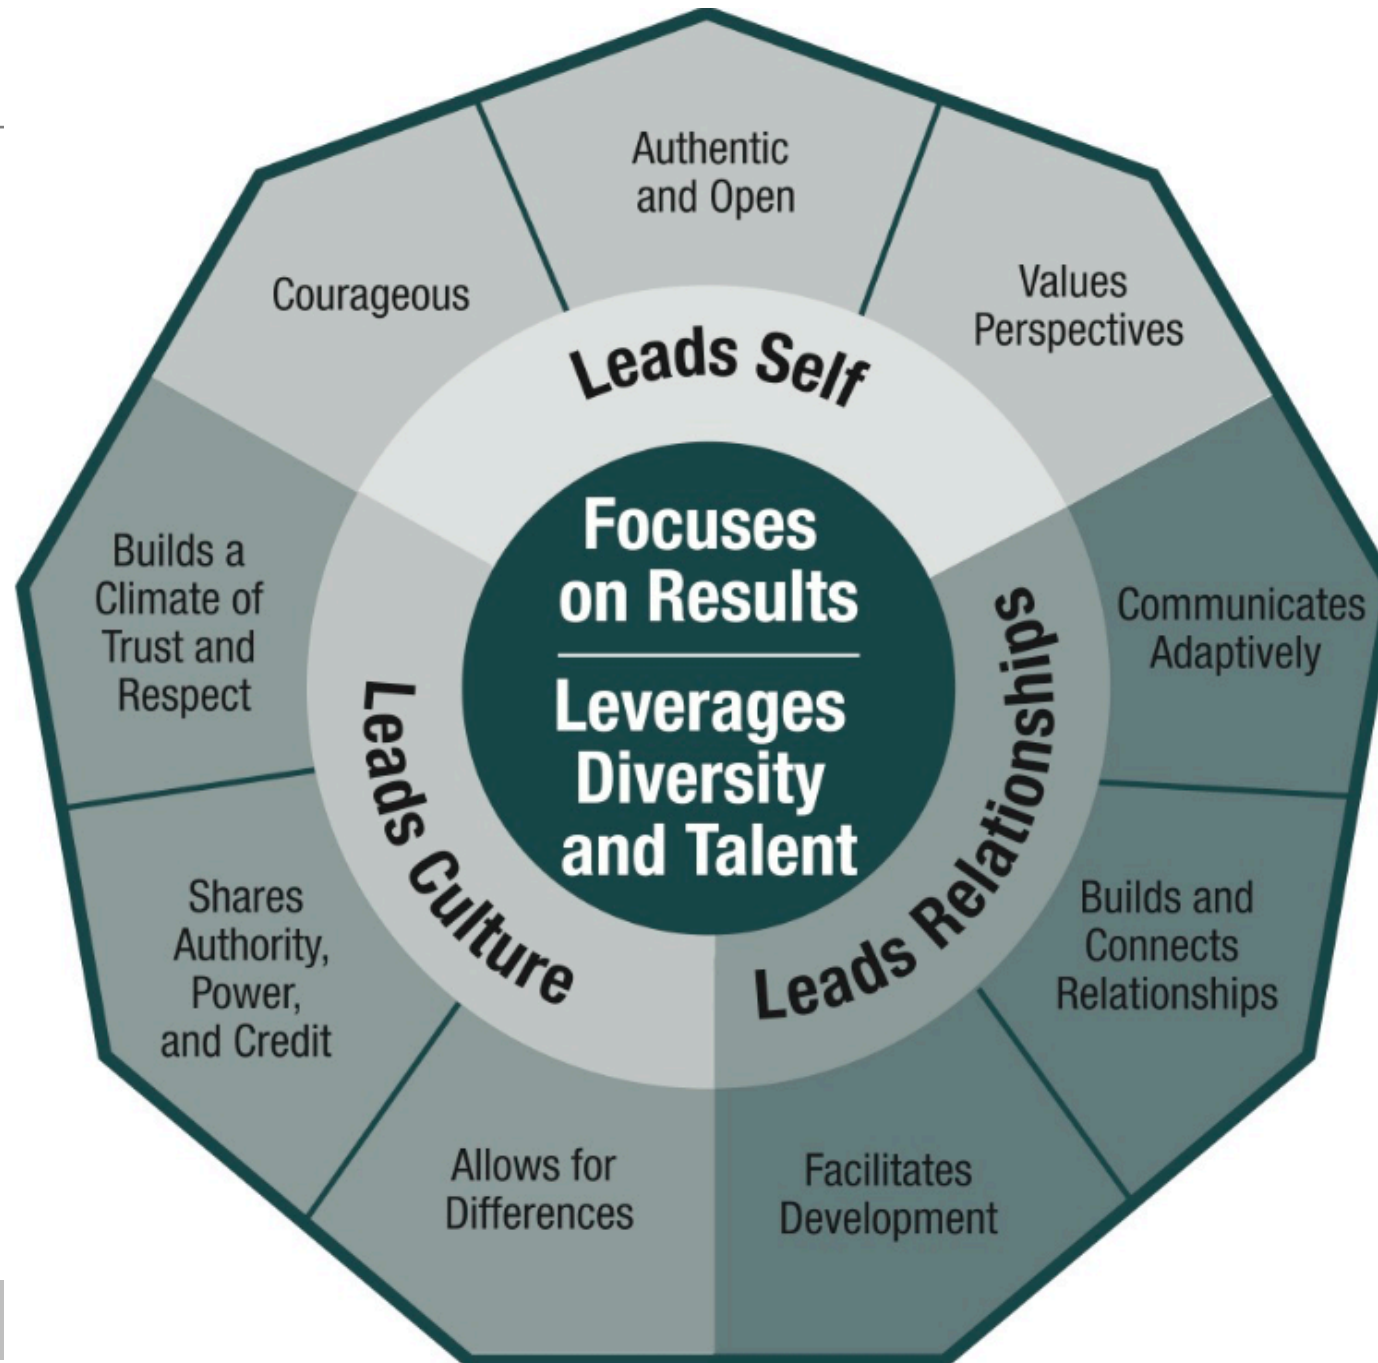 Authentic
and Open
Values
Perspectives
Courageous
Leads Self
Focuses
on Results
Leverages
Diversity
and Talent
Builds a
Climate of
Trust and
Respect
Leads Culture
Leads Relationships
Communicates
Adaptively
Shares
Authority,
Power,
and Credit
Builds and
Connects
Relationships
Allows for
Differences
Facilitates
Development